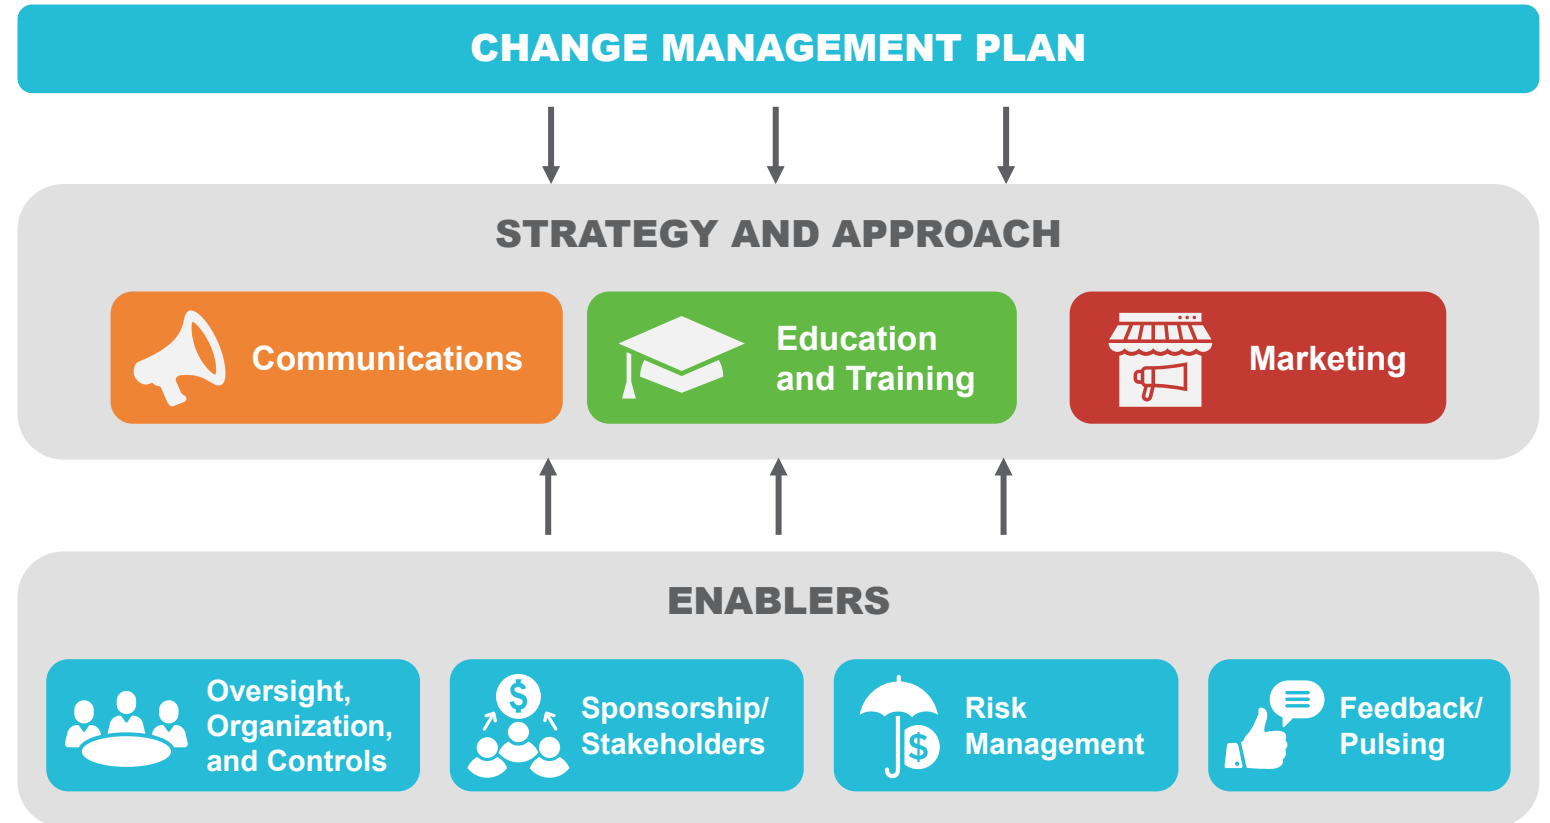 CHANGE MANAGEMENT PLAN
STRATEGY AND APPROACH
Communications
Education
and Training
Marketing
ENABLERS
Oversight,
Organization,
and Controls
$
Sponsorship/
Stakeholders
$
Risk
Management
Feedback/
Pulsing